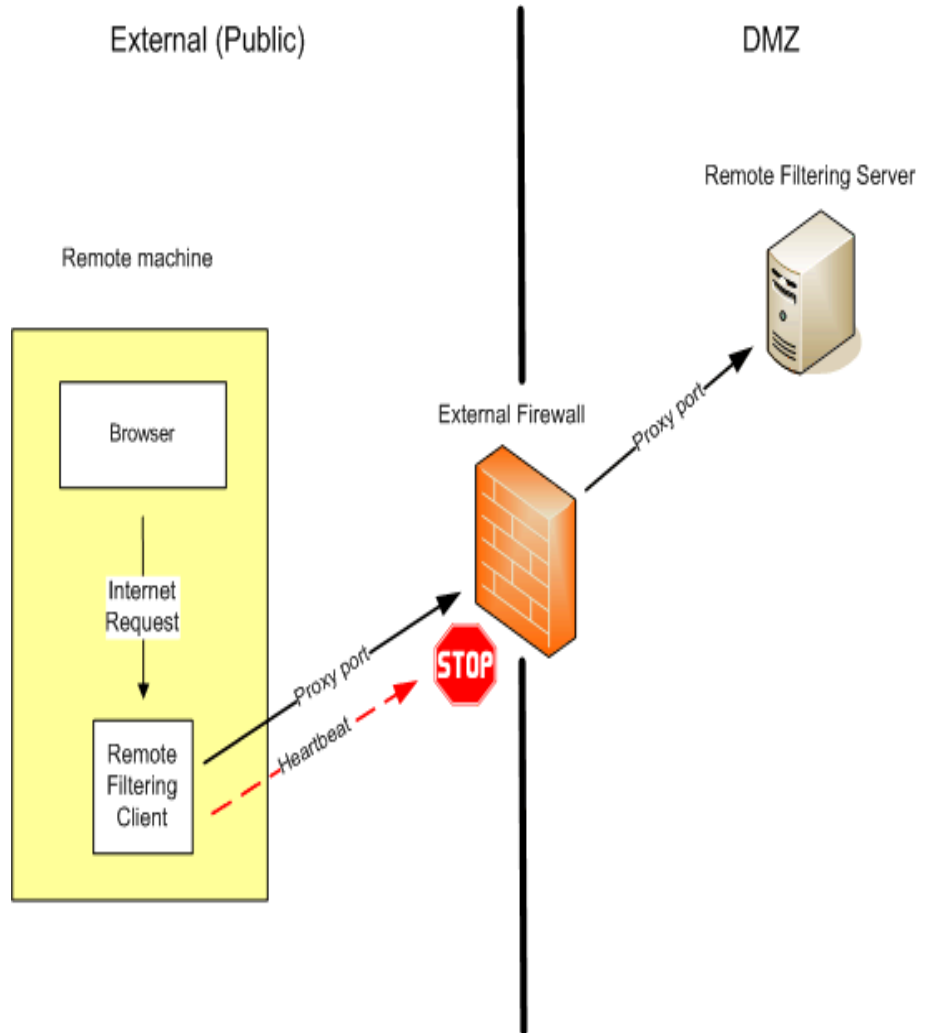 External (Public)
DMZ
Remote Filtering Server
Remote machine
External Firewall
Browser
Proxy port
Internet
Request
Proxy port
STOP
Heartbeat
Remote
Filtering
Client